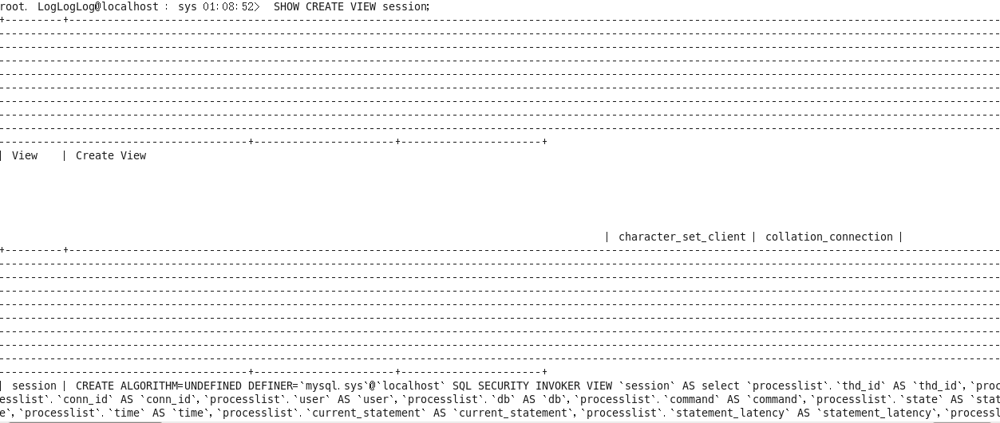 root. LogLogLog@localhost : sys 01:08:52> SHOW CREATE VIEW session;
| View | Create View
| character_set_client | collation_connection |
| session | CREATE ALGORITHM=UNDEFINED DEFINER=`mysql.sys`@`localhost` SQL SECURITY INVOKER VIEW `session` AS select `processlist`.`thd_id` AS `thd_id`,`proc
esslist`.`conn_id` AS `conn_id`,`processlist`.`user` AS `user`,`processlist`.`db` AS `db`,`processlist`.`command` AS `command`,`processlist`.`state` AS `stat
e`,`processlist`.`time` AS `time`,`processlist`.`current_statement` AS `current_statement`,`processlist`.`statement_latency` AS `statement_latency`,`processl